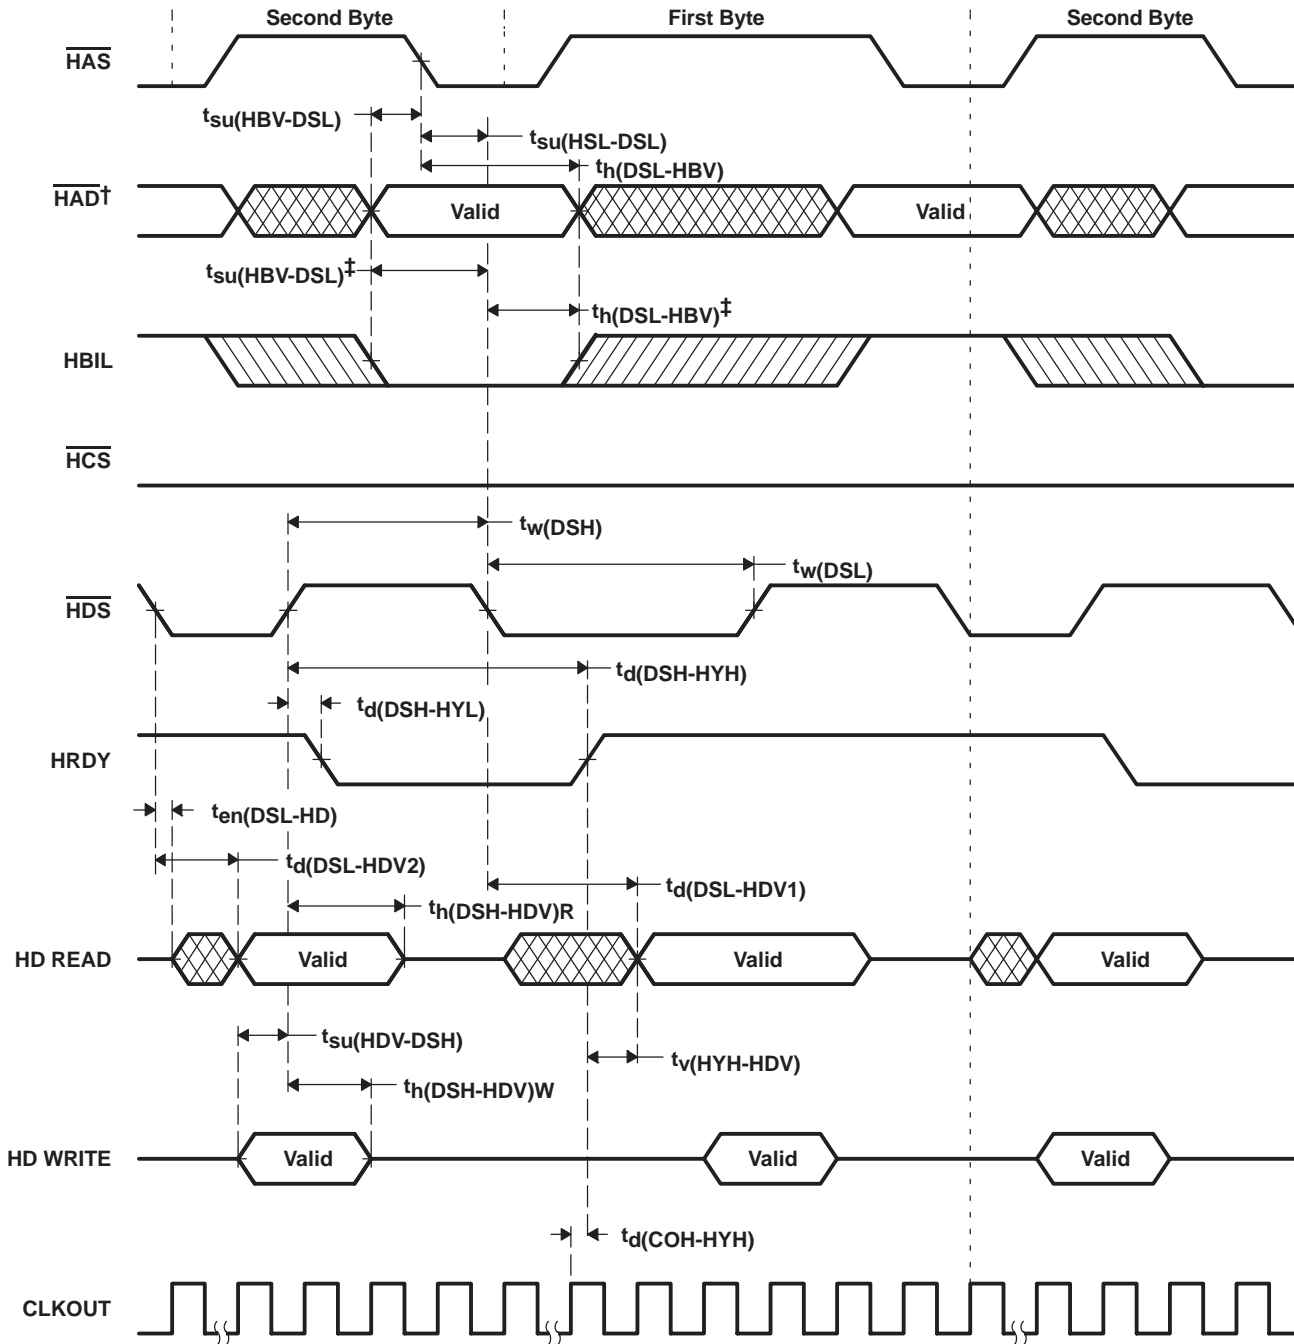 Second Byte First Byte Second Byte
HAS
tsu(HBV-DSL)
tsu(HSL-DSL)
th(DSL-HBV)
HAD† Valid Valid
tsu(HBV-DSL)‡
th(DSL-HBV)‡
HBIL
HCS
tw(DSH)
tw(DSL)
HDS
td(DSH-HYH)
td(DSH-HYL)
HRDY
ten(DSL-HD)
td(DSL-HDV2)
td(DSL-HDV1)
th(DSH-HDV)R
HD READ Valid Valid Valid
tsu(HDV-DSH)
tv(HYH-HDV)
th(DSH-HDV)W
HD WRITE Valid Valid Valid
td(COH-HYH)
CLKOUT